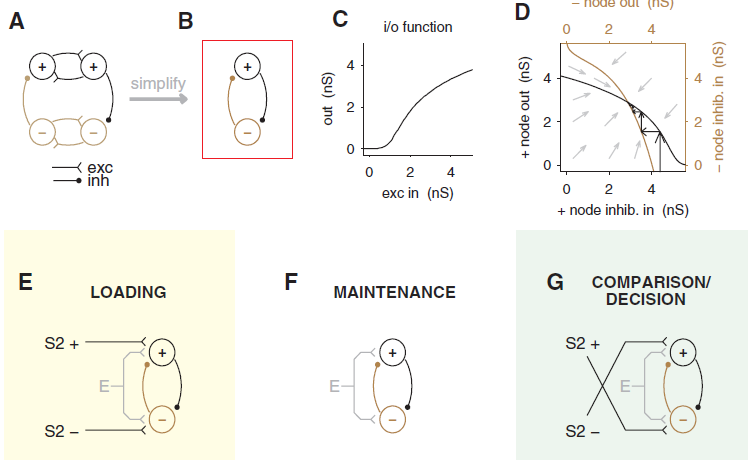 A
B
C
D
i/o function
− node out (nS)
0 2 4
+ +
− −
simplify
exc
inh
+
−
out (nS)
4
2
0
0 2 4
exc in (nS)
+ node out (nS)
4
2
0
0 2 4
+ node inhib. in (nS)
4
2
0
− node inhib. in (nS)
E
LOADING
S2 +
E
S2 −
+
−
F
MAINTENANCE
E
+
−
G
COMPARISON/
DECISION
S2 +
E
S2 −
+
−